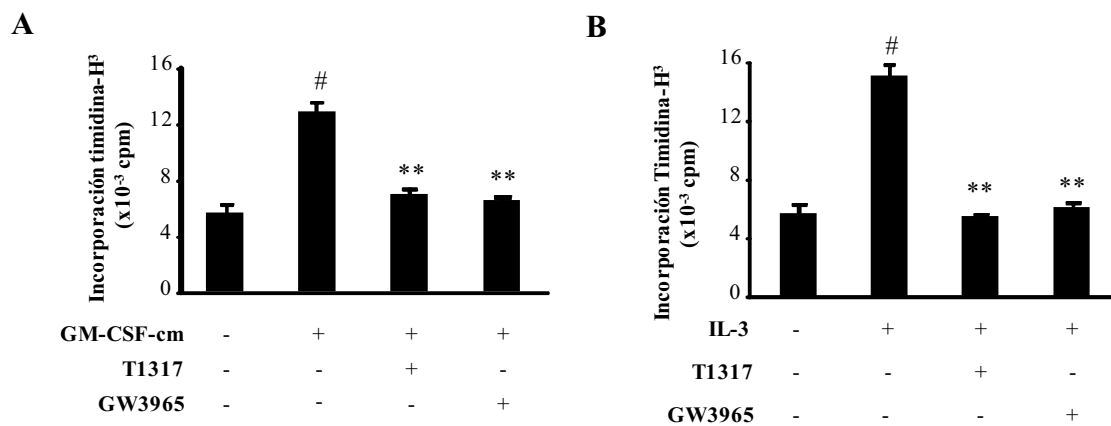 A
Incorporación timidina-H³
(x10⁻³ cpm)
16
12
8
4
0
#
**
**
GM-CSF-cm - + + +
T1317 - - + -
GW3965 - - - +
B
Incorporación Timidina-H³
(x10⁻³ cpm)
16
12
8
4
0
#
**
**
IL-3 - + + +
T1317 - - + -
GW3965 - - - +